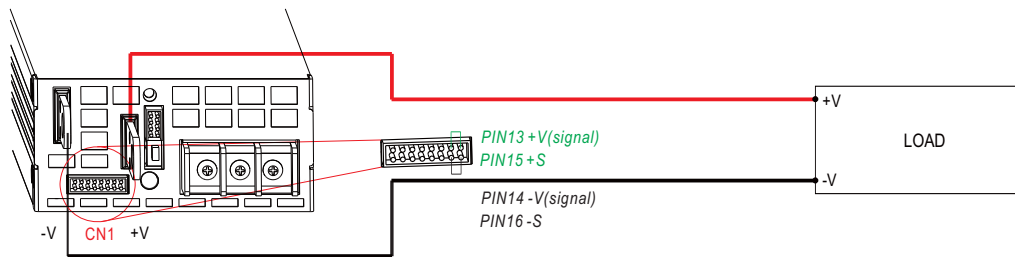 +V
LOAD
PIN13 +V(signal)
PIN15 +S
-V
PIN14 -V(signal)
PIN16 -S
-V CN1 +V